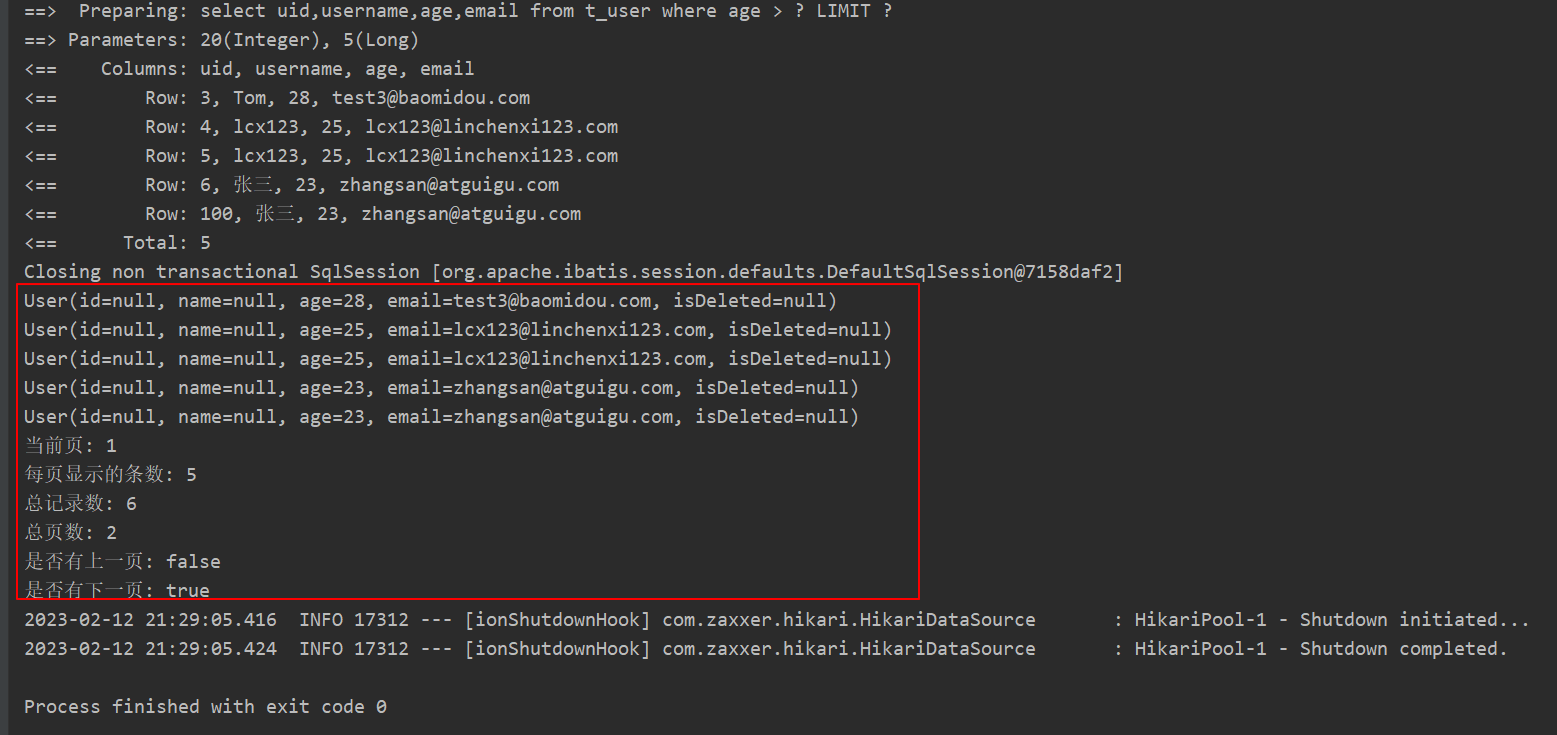 ==>  Preparing: select uid,username,age,email from t_user where age > ? LIMIT ?
==> Parameters: 20(Integer), 5(Long)
<==    Columns: uid, username, age, email
<==        Row: 3, Tom, 28, test3@baomidou.com
<==        Row: 4, lcx123, 25, lcx123@linchenxi123.com
<==        Row: 5, lcx123, 25, lcx123@linchenxi123.com
<==        Row: 6, 张三, 23, zhangsan@atguigu.com
<==        Row: 100, 张三, 23, zhangsan@atguigu.com
<==      Total: 5
Closing non transactional SqlSession [org.apache.ibatis.session.defaults.DefaultSqlSession@7158daf2]
User(id=null, name=null, age=28, email=test3@baomidou.com, isDeleted=null)
User(id=null, name=null, age=25, email=lcx123@linchenxi123.com, isDeleted=null)
User(id=null, name=null, age=25, email=lcx123@linchenxi123.com, isDeleted=null)
User(id=null, name=null, age=23, email=zhangsan@atguigu.com, isDeleted=null)
User(id=null, name=null, age=23, email=zhangsan@atguigu.com, isDeleted=null)
当前页: 1
每页显示的条数: 5
总记录数: 6
总页数: 2
是否有上一页: false
是否有下一页: true
2023-02-12 21:29:05.416  INFO 17312 --- [ionShutdownHook] com.zaxxer.hikari.HikariDataSource       : HikariPool-1 - Shutdown initiated...
2023-02-12 21:29:05.424  INFO 17312 --- [ionShutdownHook] com.zaxxer.hikari.HikariDataSource       : HikariPool-1 - Shutdown completed.
Process finished with exit code 0